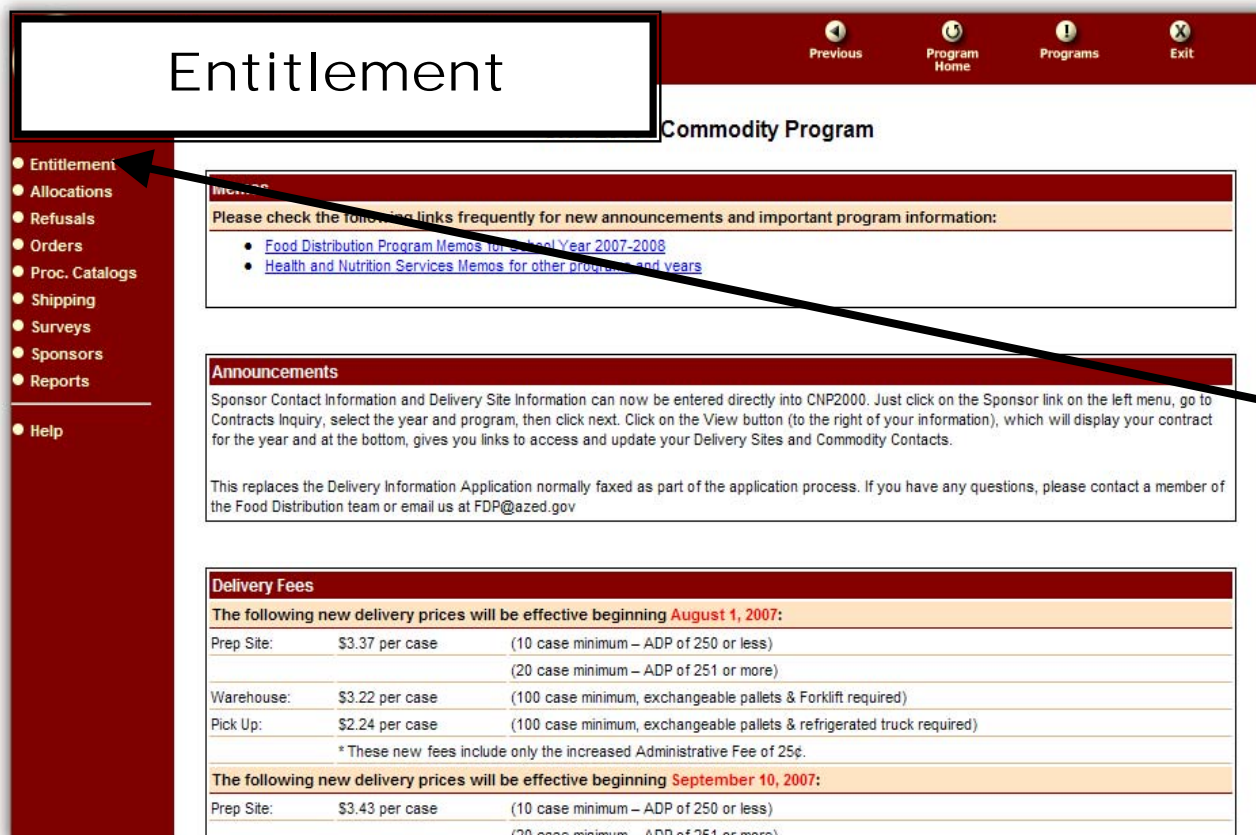 Entitlement
Previous
Program
Home
Programs
Exit
Commodity Program
Entitlement
Allocations
Refusals
Orders
Proc. Catalogs
Shipping
Surveys
Sponsors
Reports
Help
Memos
Please check the following links frequently for new announcements and important program information:
Food Distribution Program Memos for School Year 2007-2008
Health and Nutrition Services Memos for other programs and years
Announcements
Sponsor Contact Information and Delivery Site Information can now be entered directly into CNP2000. Just click on the Sponsor link on the left menu, go to
Contracts Inquiry, select the year and program, then click next. Click on the View button (to the right of your information), which will display your contract
for the year and at the bottom, gives you links to access and update your Delivery Sites and Commodity Contacts.
This replaces the Delivery Information Application normally faxed as part of the application process. If you have any questions, please contact a member of
the Food Distribution team or email us at FDP@azed.gov
Delivery Fees
The following new delivery prices will be effective beginning August 1, 2007:
Prep Site: $3.37 per case (10 case minimum – ADP of 250 or less)
(20 case minimum – ADP of 251 or more)
Warehouse: $3.22 per case (100 case minimum, exchangeable pallets & Forklift required)
Pick Up: $2.24 per case (100 case minimum, exchangeable pallets & refrigerated truck required)
* These new fees include only the increased Administrative Fee of 25¢.
The following new delivery prices will be effective beginning September 10, 2007:
Prep Site: $3.43 per case (10 case minimum – ADP of 250 or less)
(20 case minimum – ADP of 251 or more)